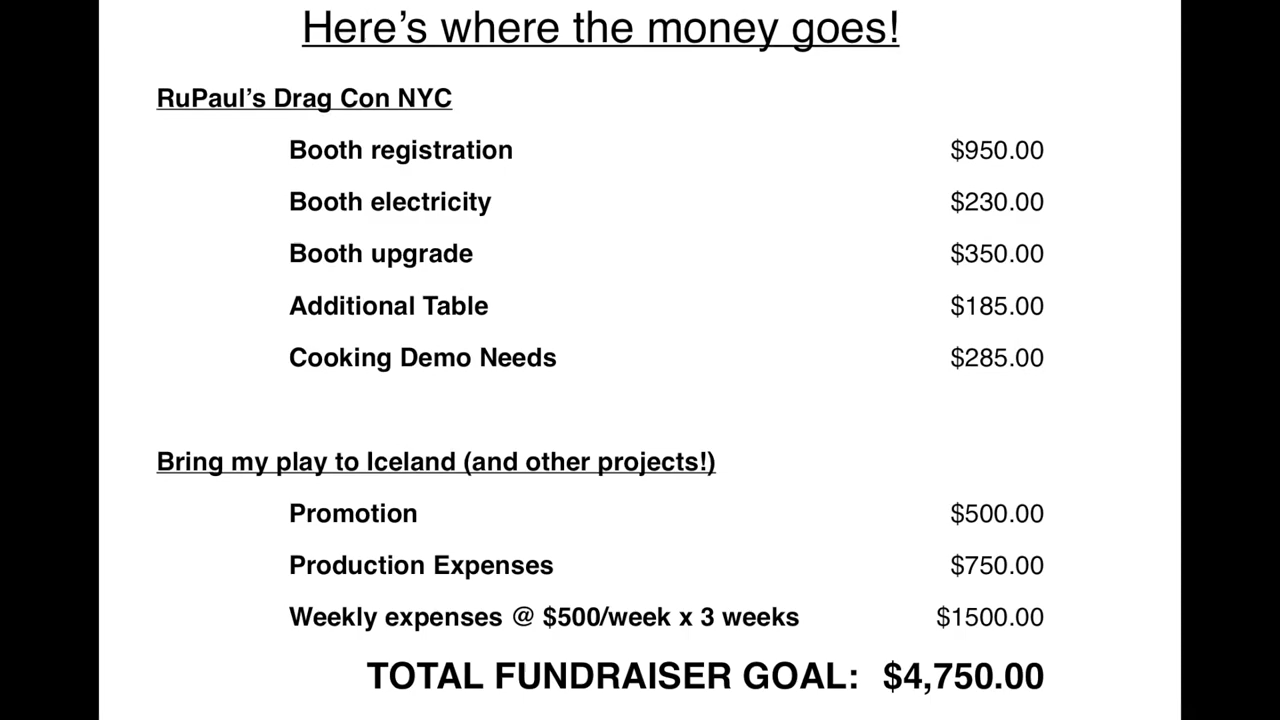 Here’s where the money goes!
RuPaul’s Drag Con NYC
Booth registration $950.00
Booth electricity $230.00
Booth upgrade $350.00
Additional Table $185.00
Cooking Demo Needs $285.00
Bring my play to Iceland (and other projects!)
Promotion $500.00
Production Expenses $750.00
Weekly expenses @ $500/week x 3 weeks $1500.00
TOTAL FUNDRAISER GOAL: $4,750.00